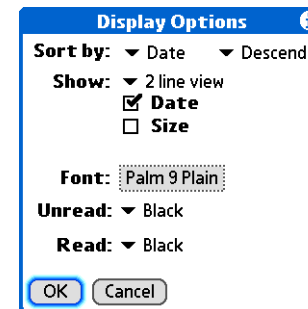 Display Options
Sort by: Date Descend
Show: 2 line view
Date
Size
Font: Palm 9 Plain
Unread: Black
Read: Black
OK Cancel